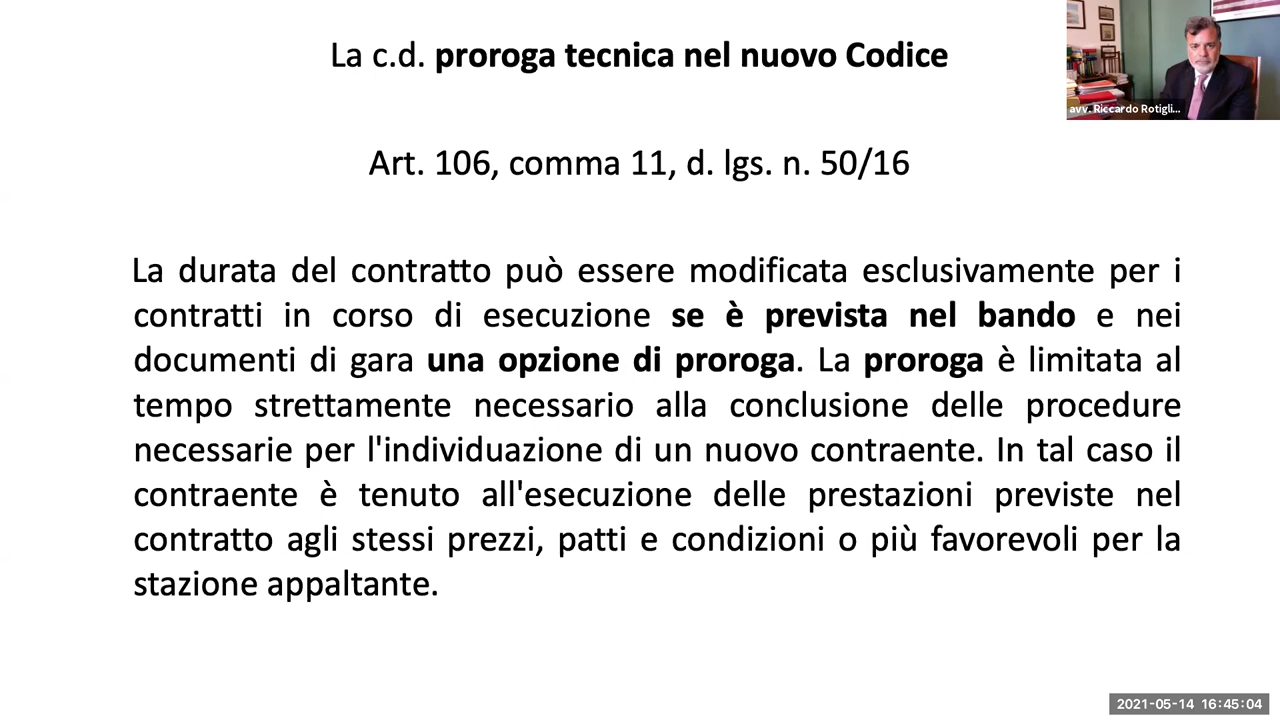 La c.d. proroga tecnica nel nuovo Codice
avv. Riccardo Rotigli...
Art. 106, comma 11, d. lgs. n. 50/16
La durata del contratto può essere modificata esclusivamente per i
contratti in corso di esecuzione se è prevista nel bando e nei
documenti di gara una opzione di proroga. La proroga è limitata al
tempo strettamente necessario alla conclusione delle procedure
necessarie per l'individuazione di un nuovo contraente. In tal caso il
contraente è tenuto all'esecuzione delle prestazioni previste nel
contratto agli stessi prezzi, patti e condizioni o più favorevoli per la
stazione appaltante.
2021-05-14 16:45:04